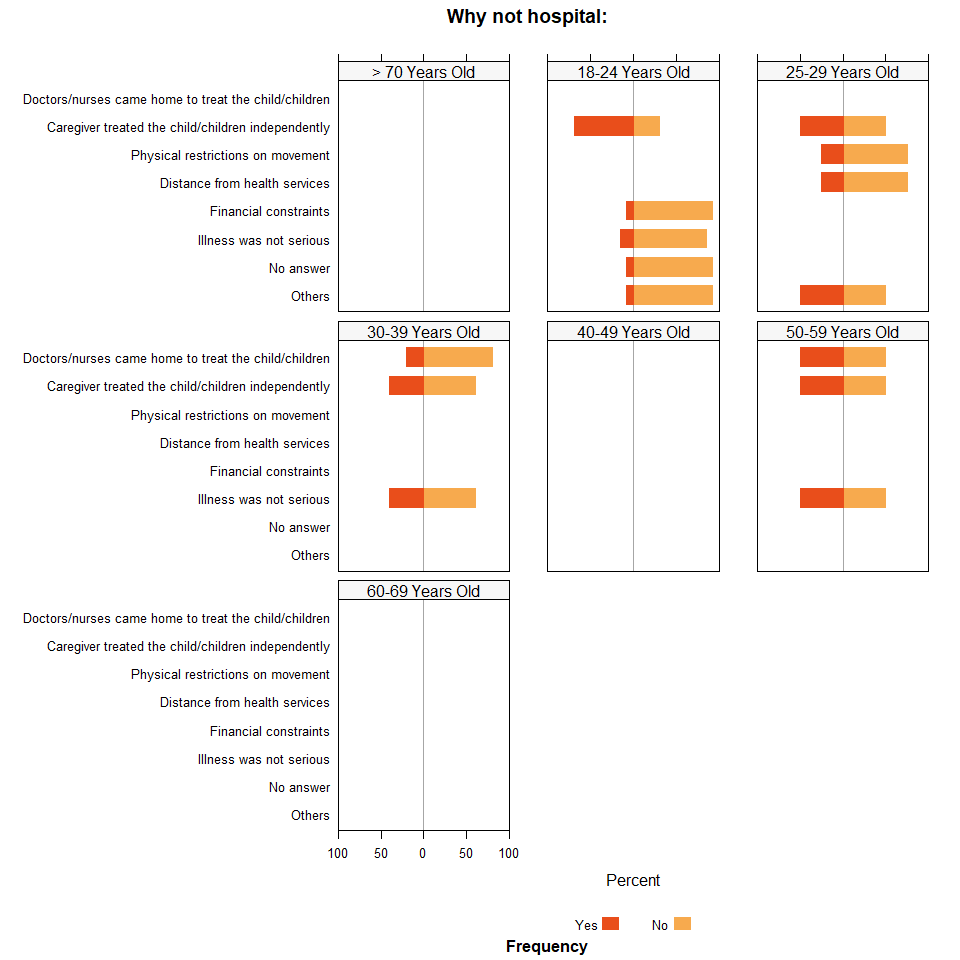 Why not hospital:
> 70 Years Old
18-24 Years Old
25-29 Years Old
Doctors/nurses came home to treat the child/children
Caregiver treated the child/children independently
Physical restrictions on movement
Distance from health services
Financial constraints
Illness was not serious
No answer
Others
30-39 Years Old
40-49 Years Old
50-59 Years Old
Doctors/nurses came home to treat the child/children
Caregiver treated the child/children independently
Physical restrictions on movement
Distance from health services
Financial constraints
Illness was not serious
No answer
Others
60-69 Years Old
Doctors/nurses came home to treat the child/children
Caregiver treated the child/children independently
Physical restrictions on movement
Distance from health services
Financial constraints
Illness was not serious
No answer
Others
100 50 0 50 100
Percent
Yes No
Frequency